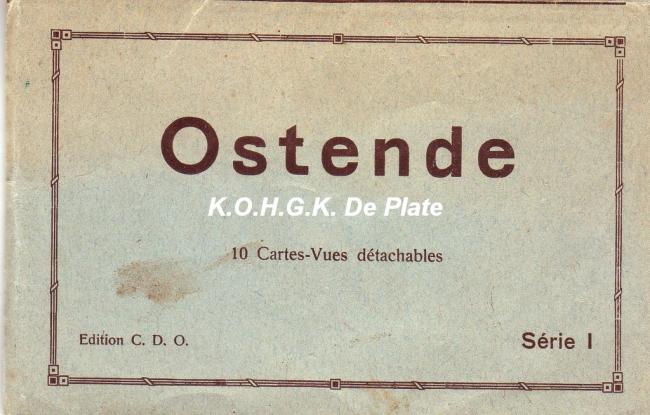 Ostende
K.O.H.G.K. De Plate
10 Cartes-Vues détachables
Edition C. D. O.
Série I